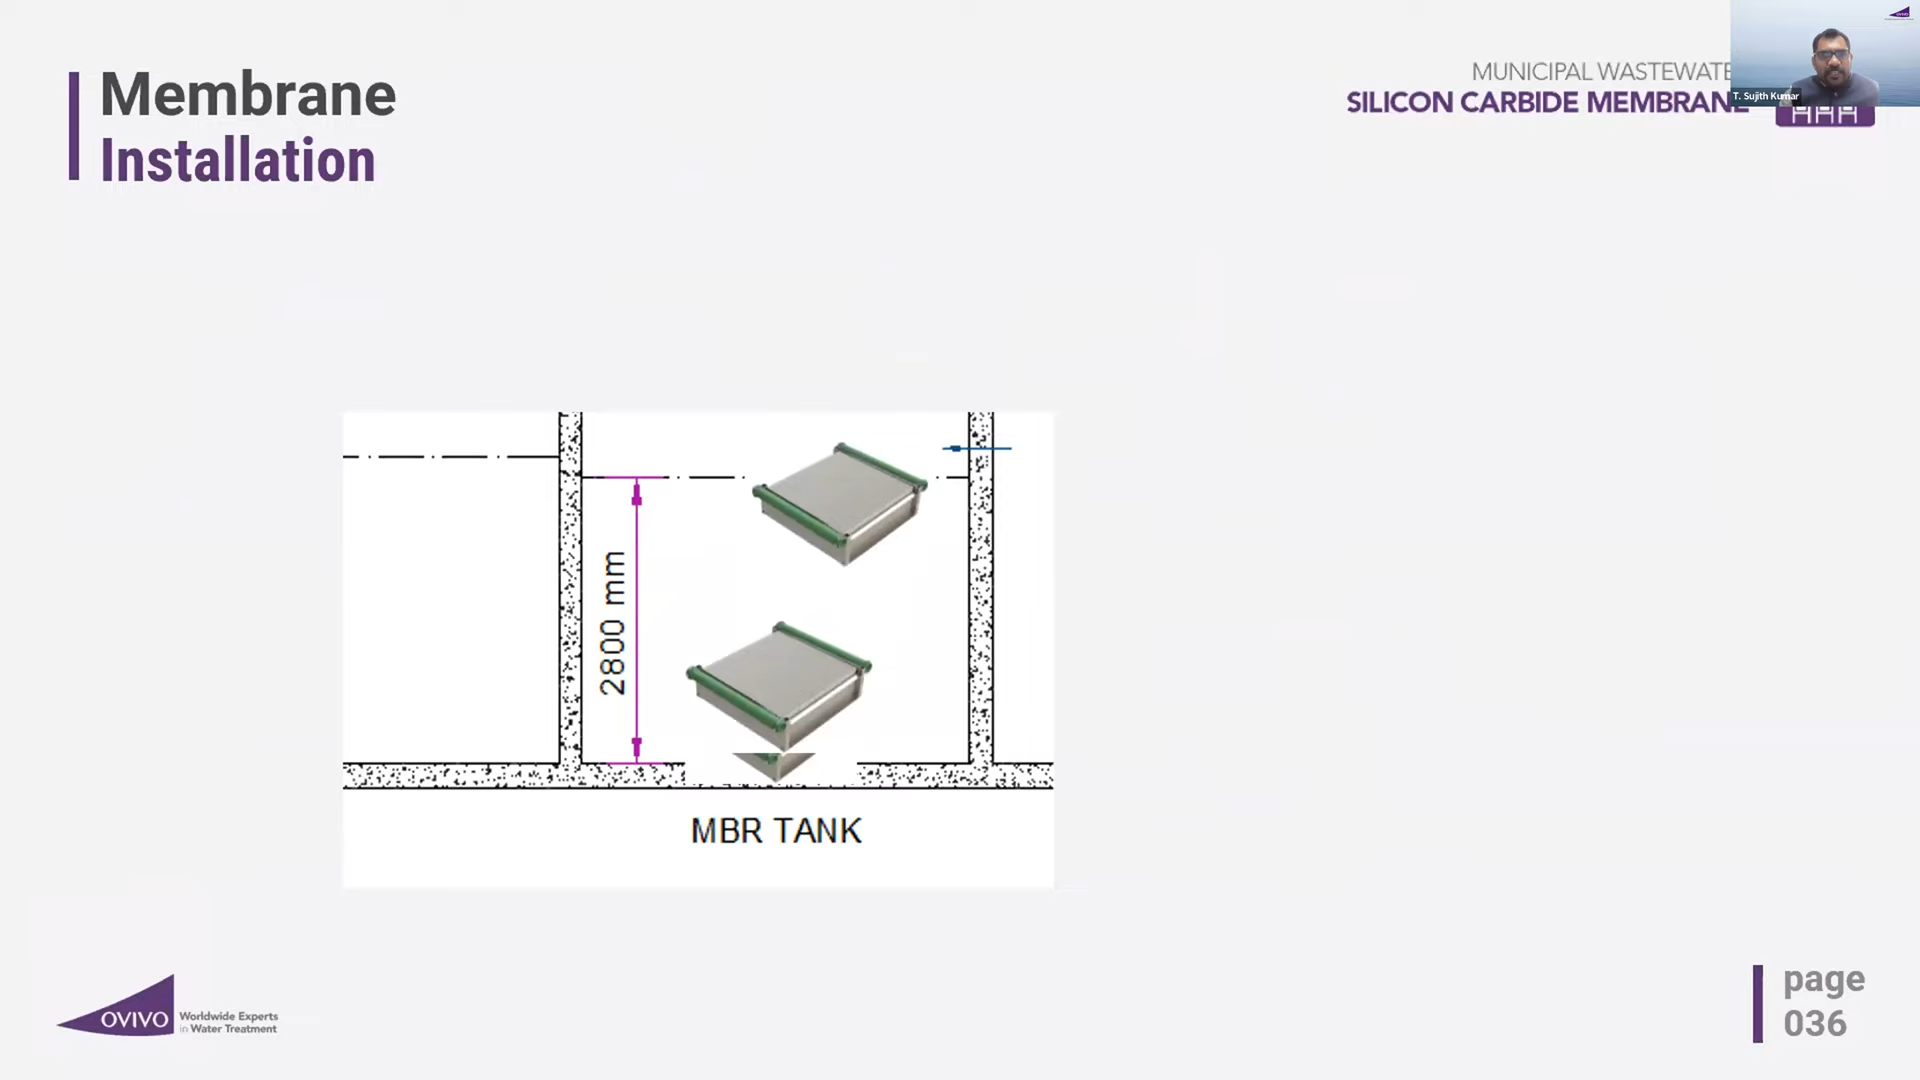 Membrane
Installation
MUNICIPAL WASTEWATE
SILICON CARBIDE MEMBRANE
T. Sujith Kumar
2800 mm
MBR TANK
OVIVO
Worldwide Experts
in Water Treatment
page
036